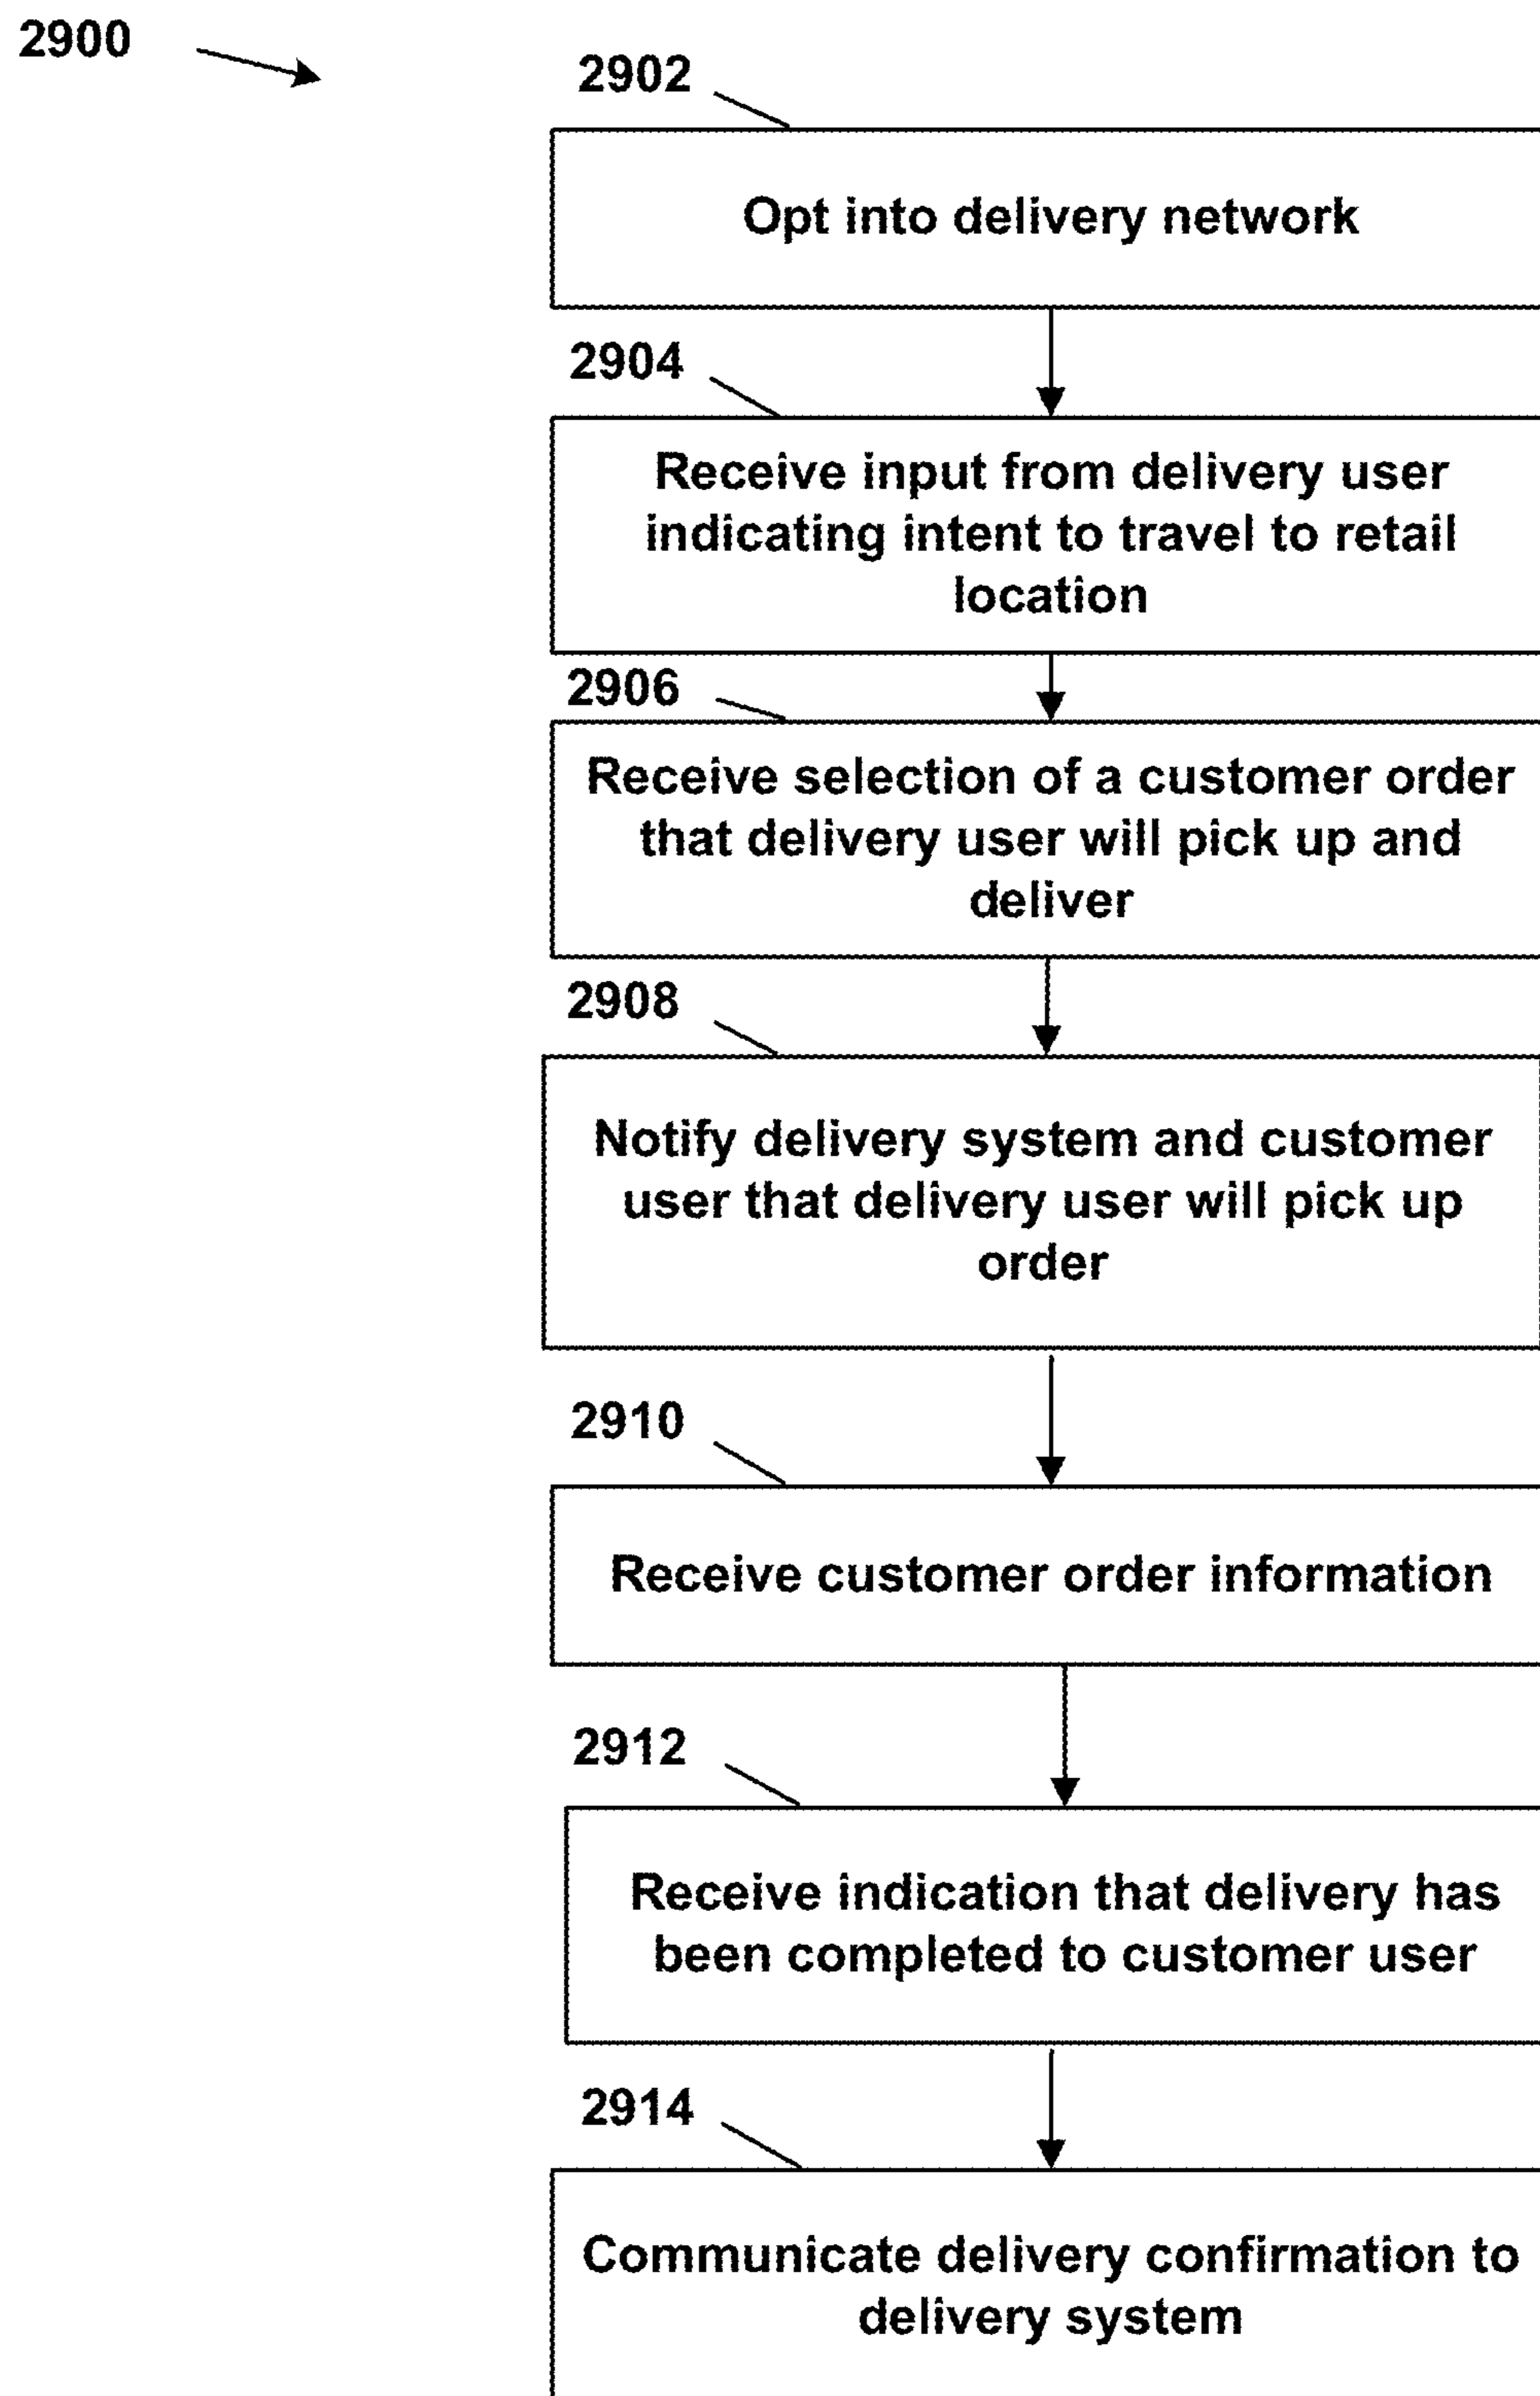 2900
2902
Opt into delivery network
2904
Receive input from delivery user
indicating intent to travel to retail
location
2906
Receive selection of a customer order
that delivery user will pick up and
deliver
2908
Notify delivery system and customer
user that delivery user will pick up
order
2910
Receive customer order information
2912
Receive indication that delivery has
been completed to customer user
2914
Communicate delivery confirmation to
delivery system